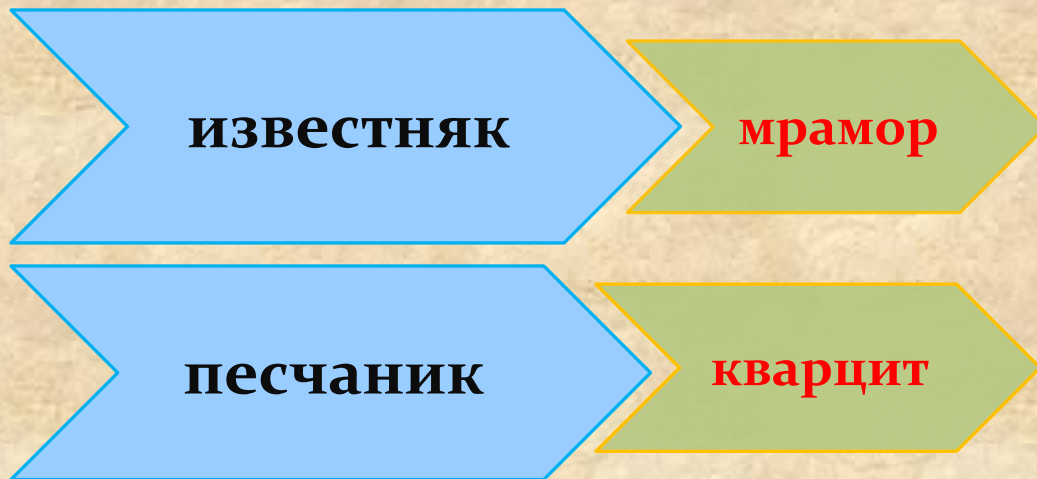 известняк мрамор
песчаник кварцит